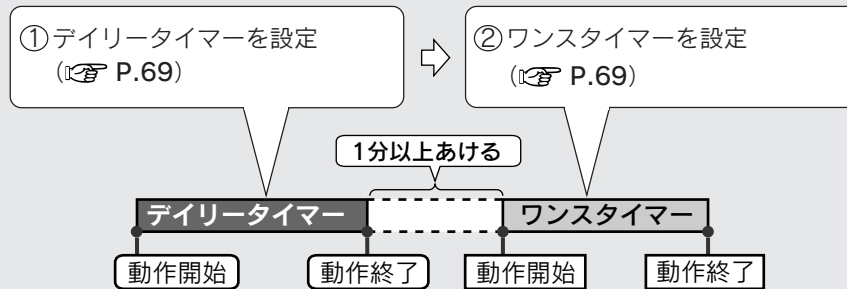 ①デイリータイマーを設定
(☞ P.69)
②ワンスタイマーを設定
(☞ P.69)
1分以上あける
デイリータイマー
ワンスタイマー
動作開始
動作終了
動作開始
動作終了